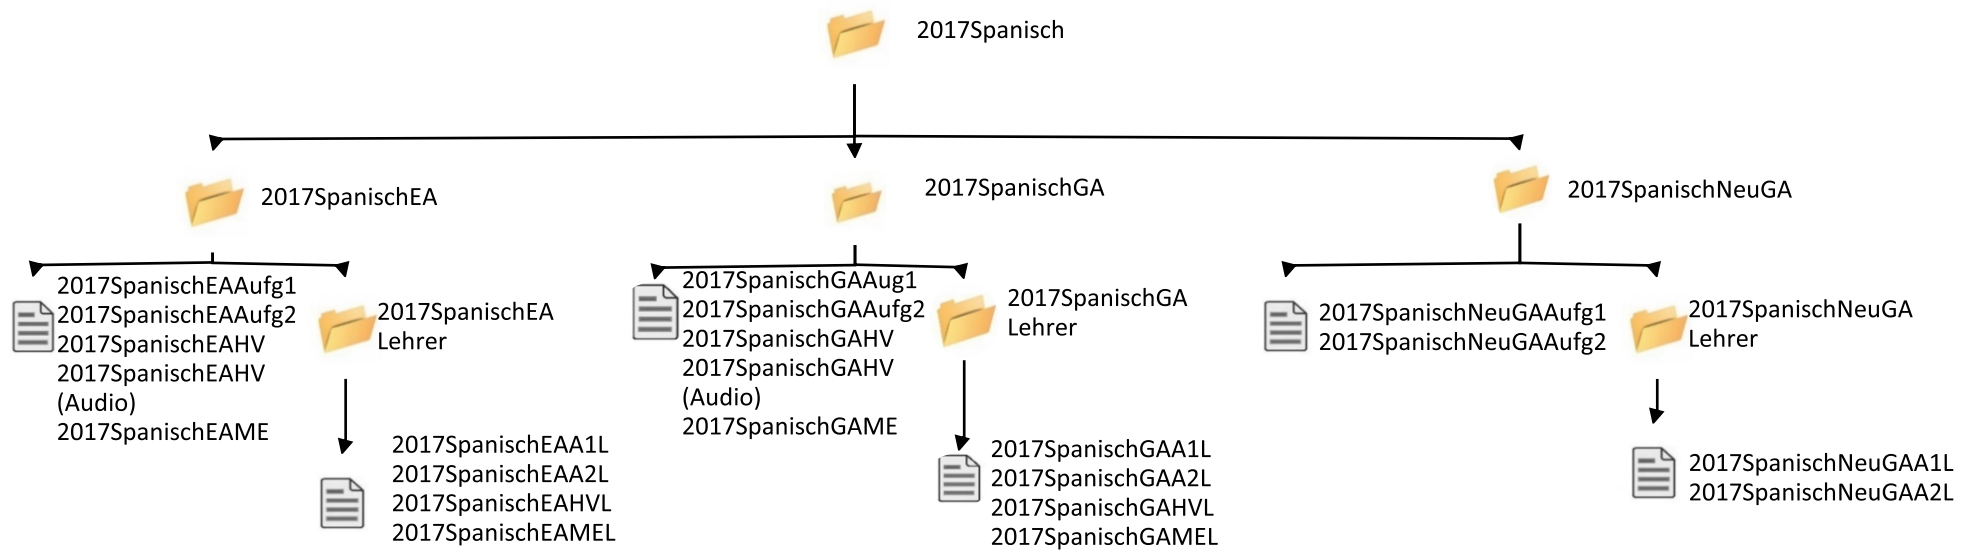 2017Spanisch
2017SpanischEA
2017SpanischGA
2017SpanischNeuGA
2017SpanischEAAufg1
2017SpanischEAAufg2
2017SpanischEAHV
2017SpanischEAHV
(Audio)
2017SpanischEAME
2017SpanischEA
Lehrer
2017SpanischEAA1L
2017SpanischEAA2L
2017SpanischEAHVL
2017SpanischEAMEL
2017SpanischGAAug1
2017SpanischGAAufg2
2017SpanischGAHV
2017SpanischGAHV
(Audio)
2017SpanischGAME
2017SpanischGA
Lehrer
2017SpanischGAA1L
2017SpanischGAA2L
2017SpanischGAHVL
2017SpanischGAMEL
2017SpanischNeuGAAufg1
2017SpanischNeuGAAufg2
2017SpanischNeuGA
Lehrer
2017SpanischNeuGAA1L
2017SpanischNeuGAA2L